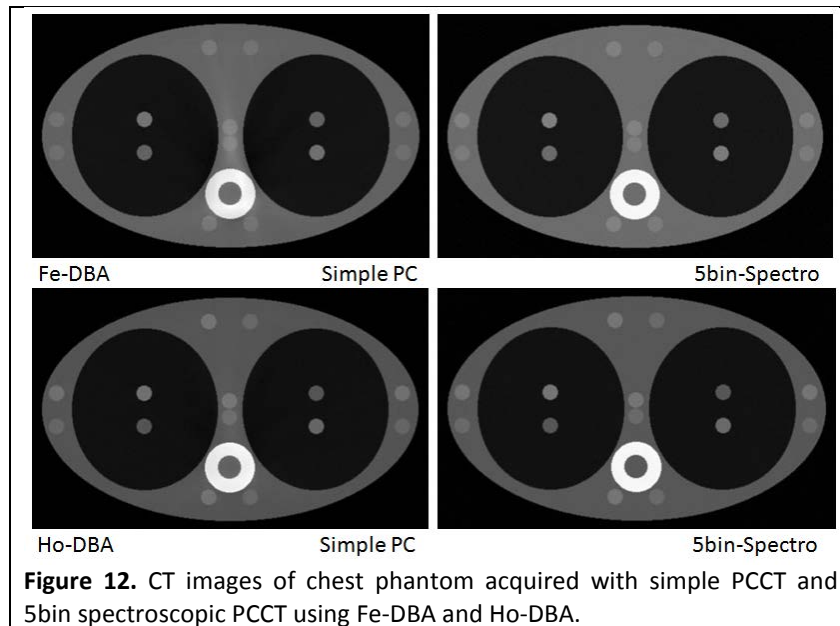 Fe-DBA Simple PC 5bin-Spectro
Ho-DBA Simple PC 5bin-Spectro
Figure 12. CT images of chest phantom acquired with simple PCCT and
5bin spectroscopic PCCT using Fe-DBA and Ho-DBA.